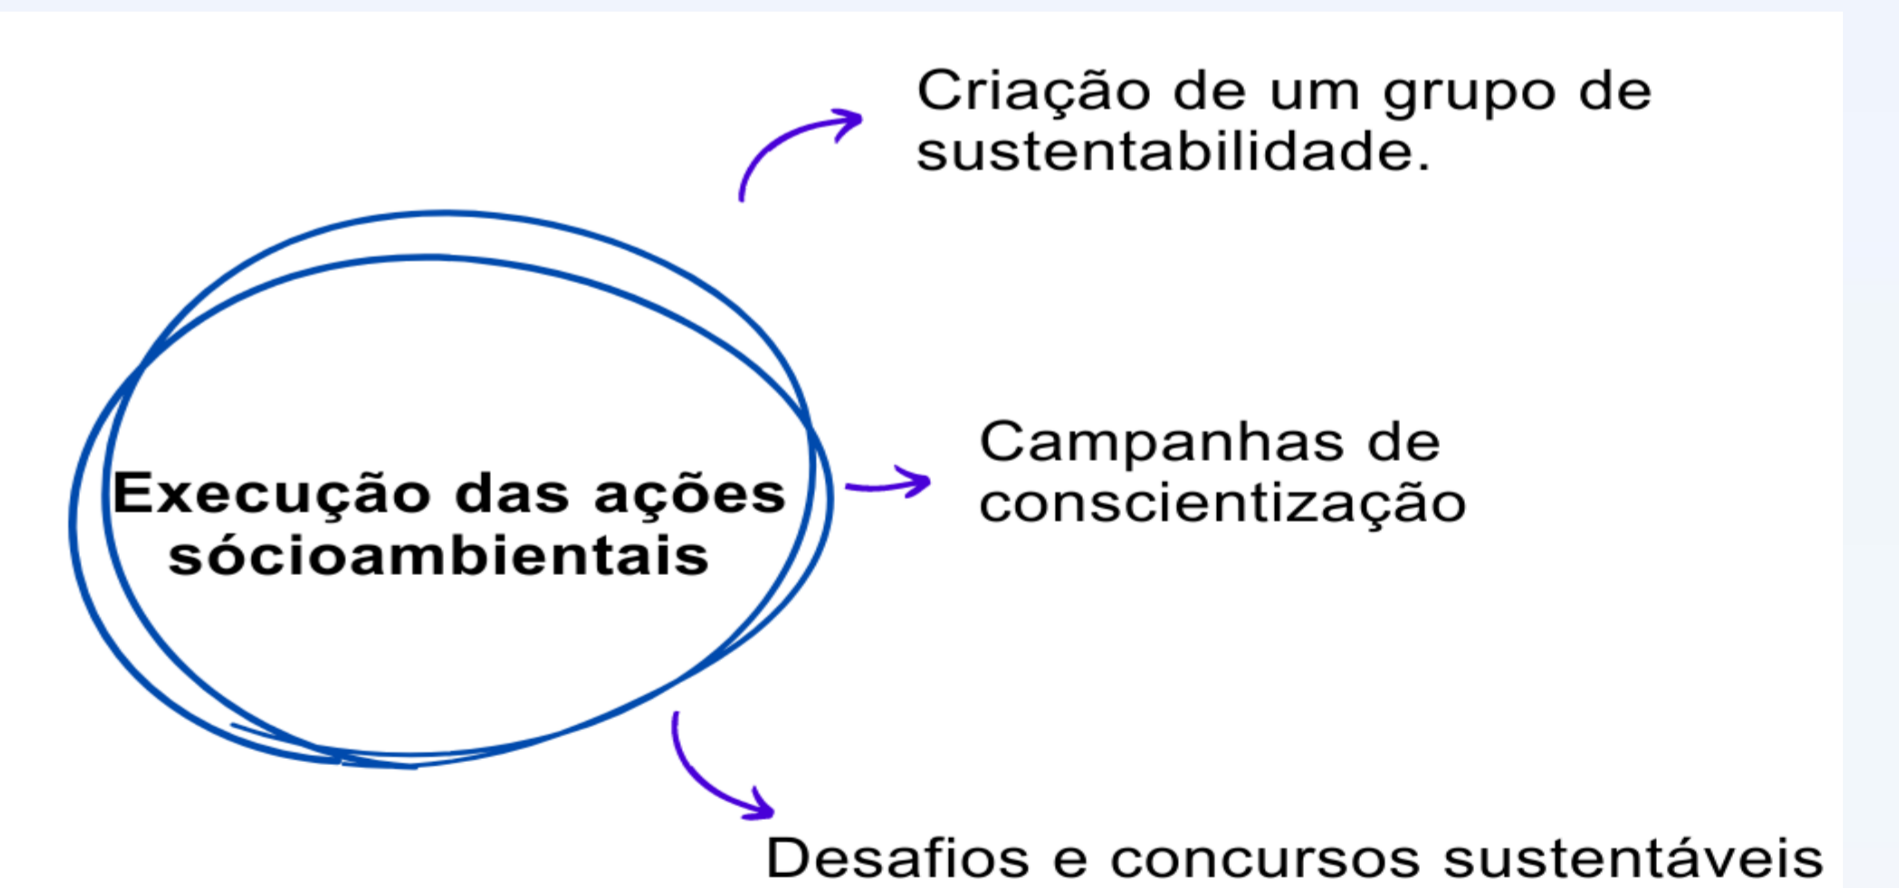 Criação de um grupo de
sustentabilidade.
Execução das ações
sócioambientais
Campanhas de
conscientização
Desafios e concursos sustentáveis